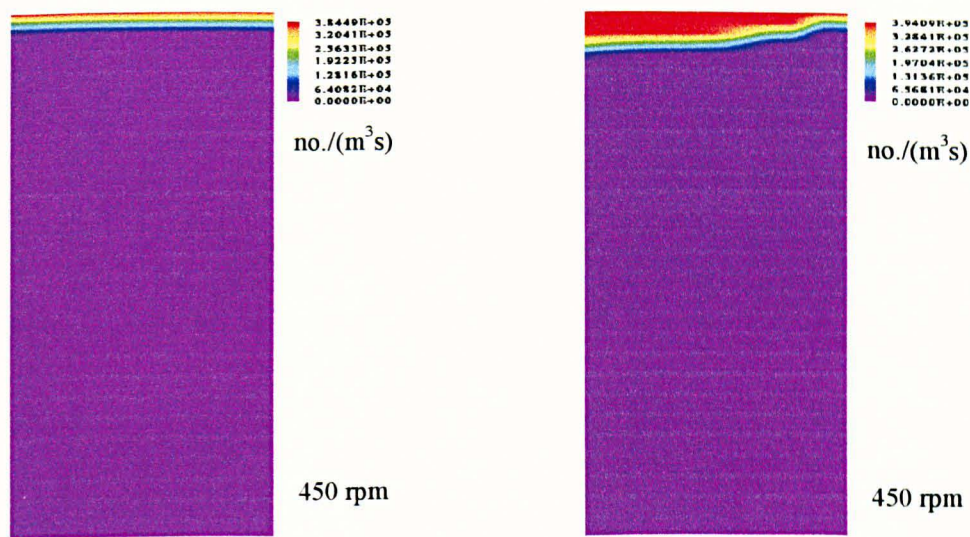 3.8449E+05
3.2041E+05
2.5633E+05
1.9225E+05
1.2816E+05
6.4082E+04
0.0000E+00
no./(m³s)
450 rpm
3.9409E+05
3.2841E+05
2.6272E+05
1.9704E+05
1.3136E+05
6.5681E+04
0.0000E+00
no./(m³s)
450 rpm